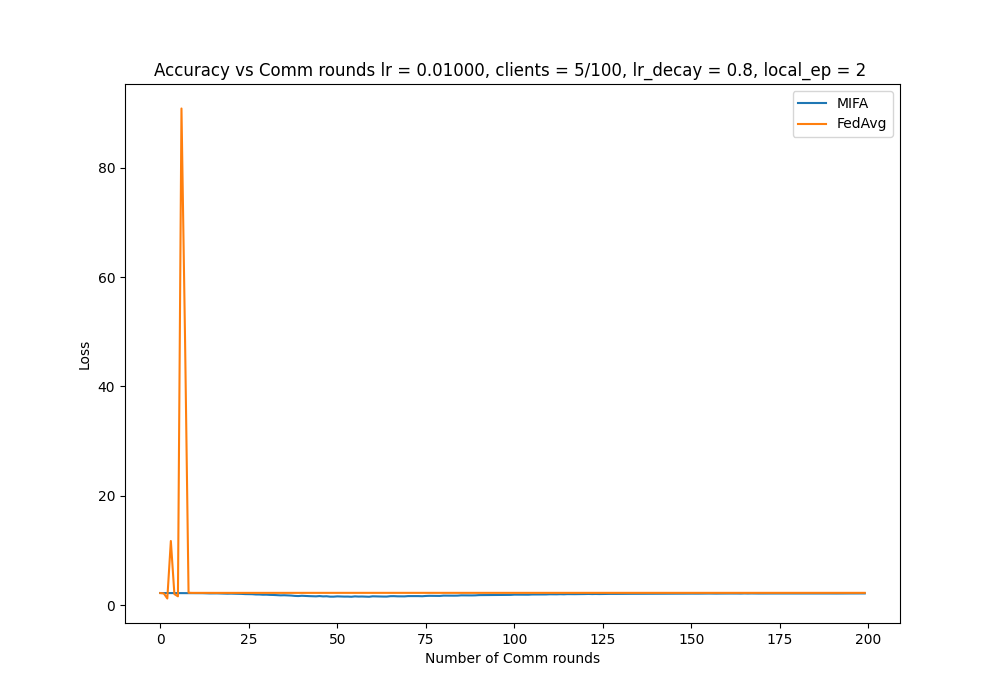 Accuracy vs Comm rounds lr = 0.01000, clients = 5/100, lr_decay = 0.8, local_ep = 2
MIFA
FedAvg
80
60
40
20
0
Loss
0 25 50 75 100 125 150 175 200
Number of Comm rounds